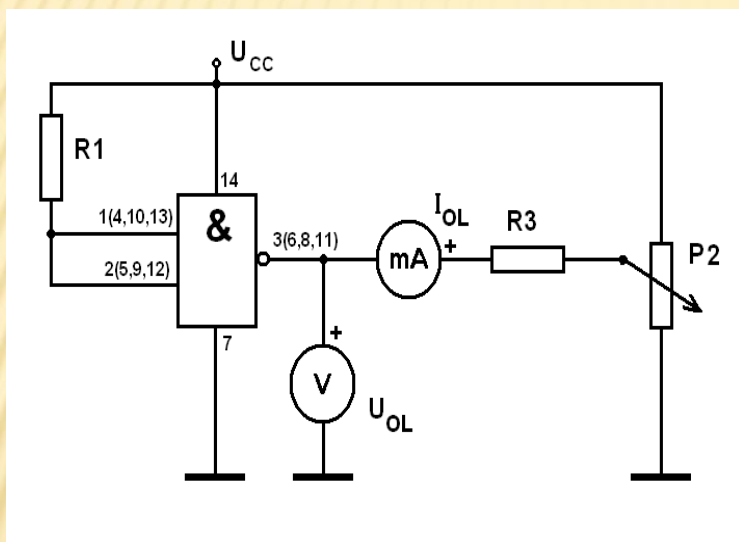 U CC
R1
14
1(4,10,13)
&
3(6,8,11)
I OL
R3
+
mA
P2
2(5,9,12)
7
+
V
U OL